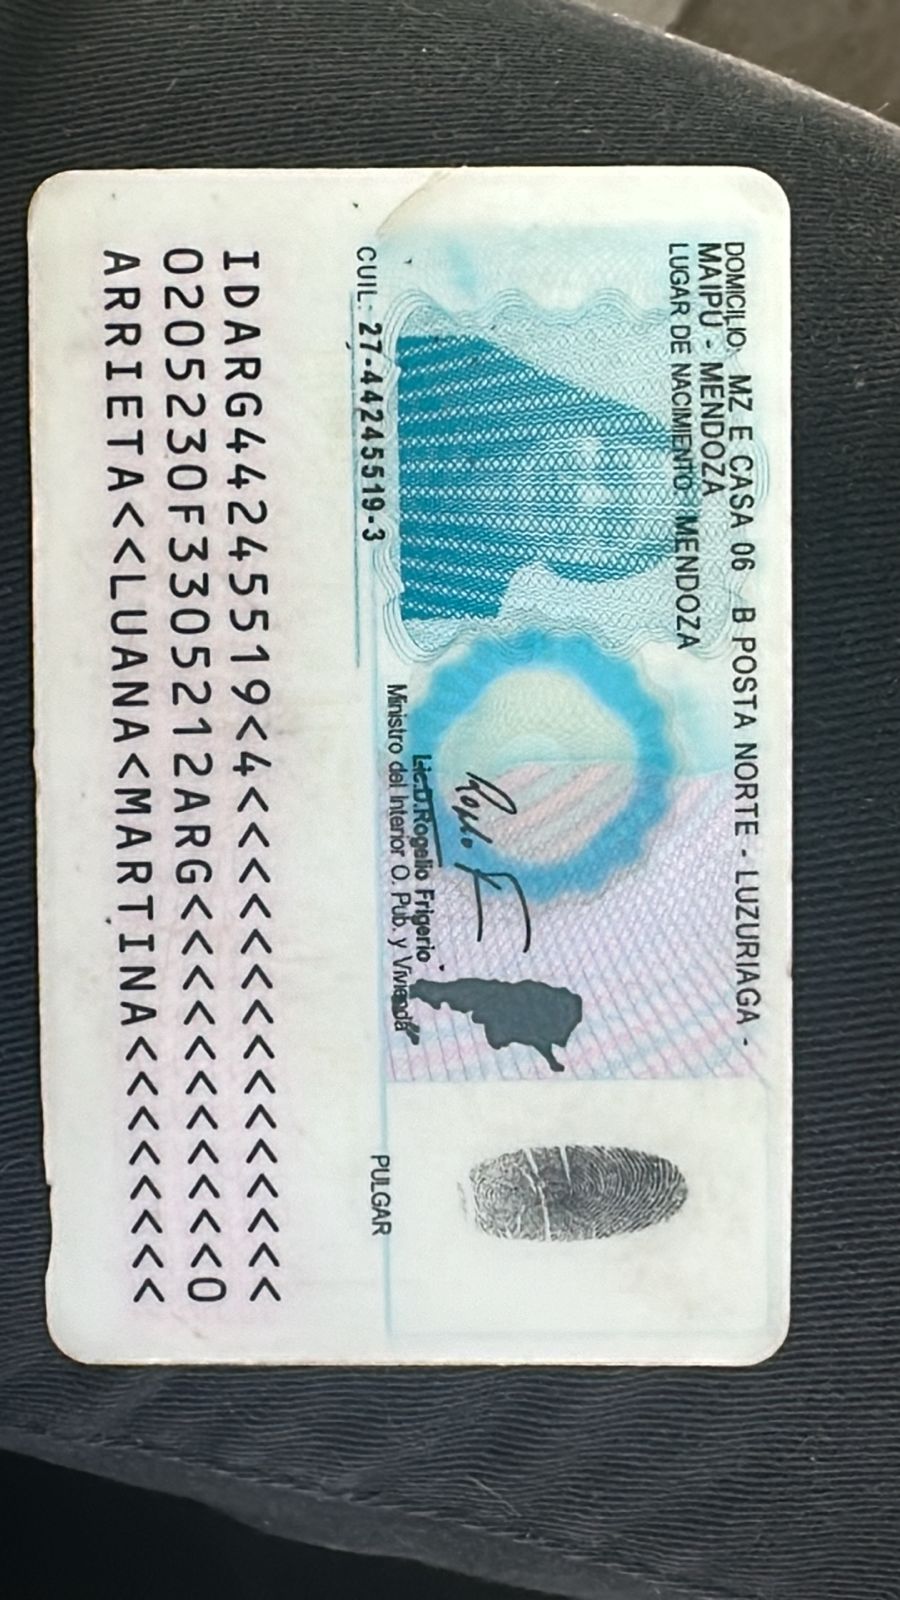 DOMICILIO: MZ E CASA 06 B POSTA NORTE - LUZURIAGA -
MAIPÚ - MENDOZA
LUGAR DE NACIMIENTO: MENDOZA
Lic.D.Rogelio Frigerio
Ministro del Interior O. Pub. y Vivienda
CUIL: 27-44245519-3
PULGAR
IDARG44245519<4<<<<<<<<<<<<<<<
0205230F3305212ARG<<<<<<<<<<<0
ARRIETA<<LUANA<MARTINA<<<<<<<<